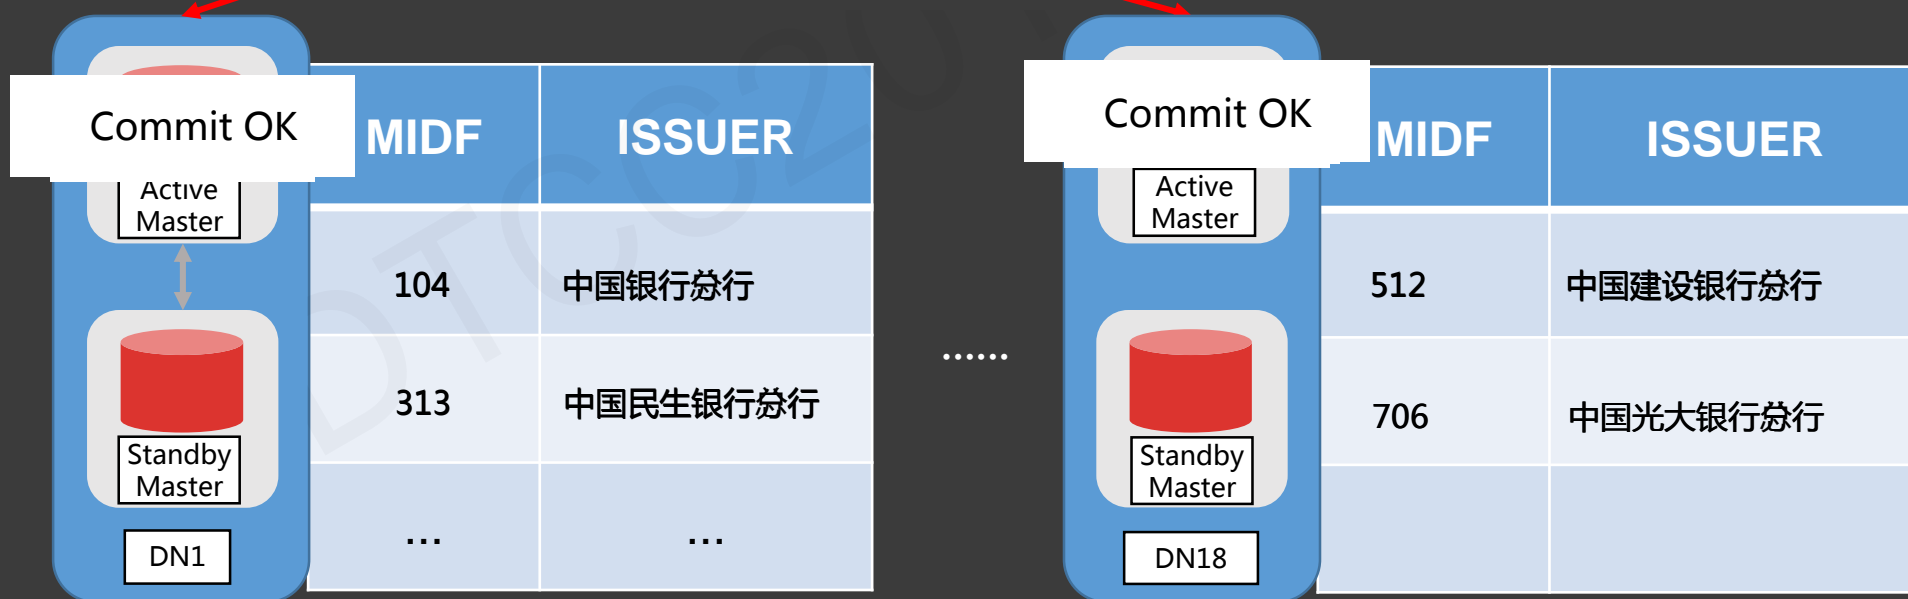 Commit OK
Active
Master
Standby
Master
DN1
MIDF
ISSUER
104
中国银行总行
313
中国民生银行总行
...
...
......
Commit OK
Active
Master
Standby
Master
DN18
MIDF
ISSUER
512
中国建设银行总行
706
中国光大银行总行
DTCC20